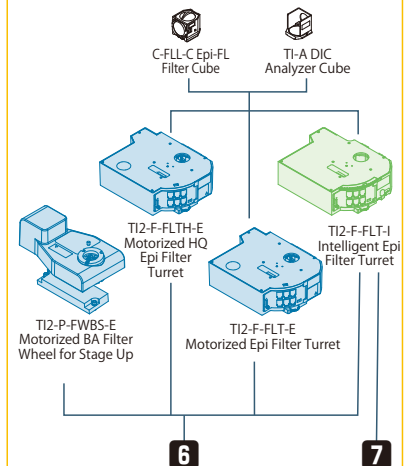 C-FLL-C Epi-FL
Filter Cube
TI-A DIC
Analyzer Cube
TI2-F-FLTH-E
Motorized HQ
Epi Filter
Turret
TI2-F-FLT-I
Intelligent Epi
Filter Turret
TI2-P-FWBS-E
Motorized BA Filter
Wheel for Stage Up
TI2-F-FLT-E
Motorized Epi Filter Turret
6
7